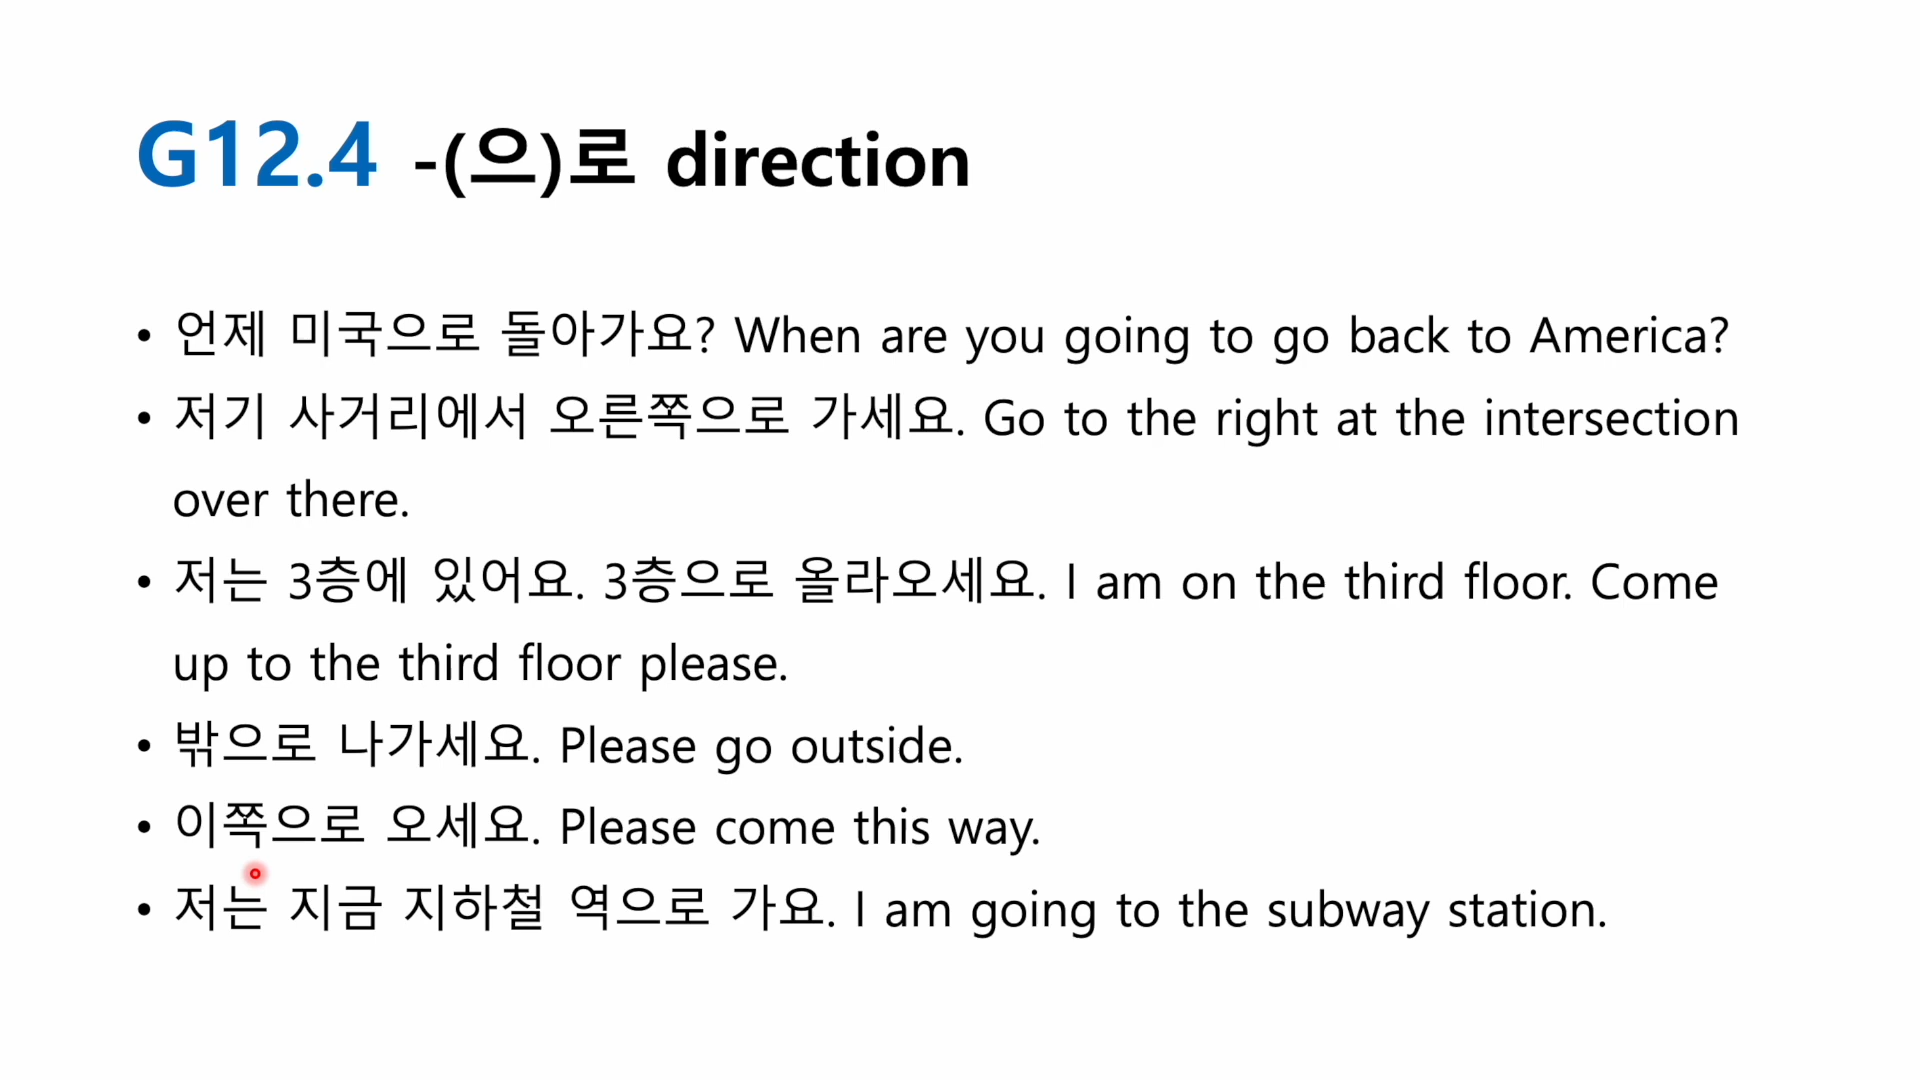 G12.4 -(으)로 direction
• 언제 미국으로 돌아가요? When are you going to go back to America?
• 저기 사거리에서 오른쪽으로 가세요. Go to the right at the intersection
over there.
• 저는 3층에 있어요. 3층으로 올라오세요. I am on the third floor. Come
up to the third floor please.
• 밖으로 나가세요. Please go outside.
• 이쪽으로 오세요. Please come this way.
• 저는 지금 지하철 역으로 가요. I am going to the subway station.